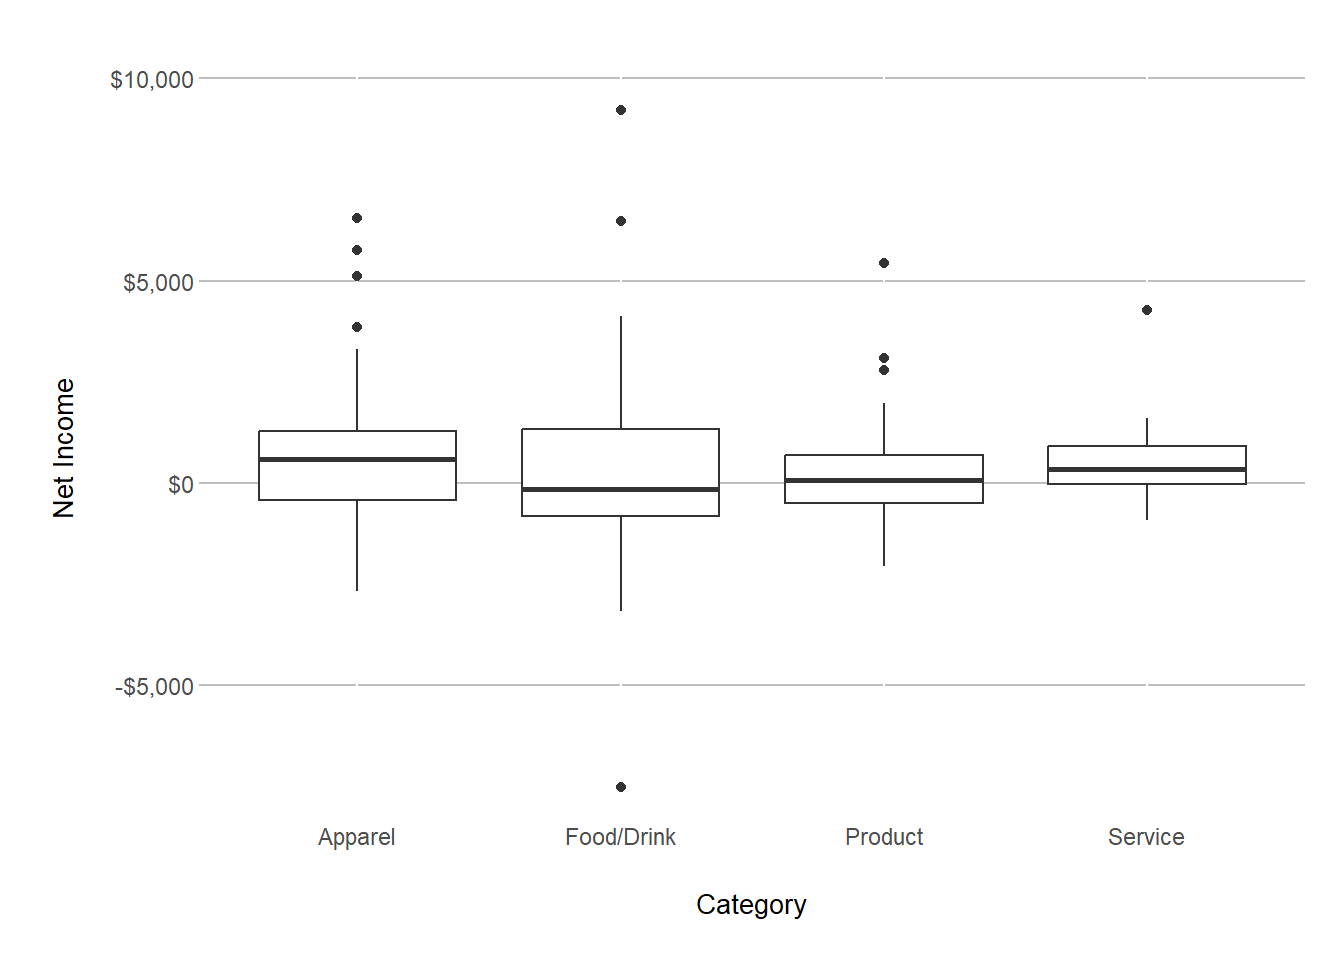 $10,000
$5,000
$0
-$5,000
Net Income
Apparel
Food/Drink
Product
Service
Category